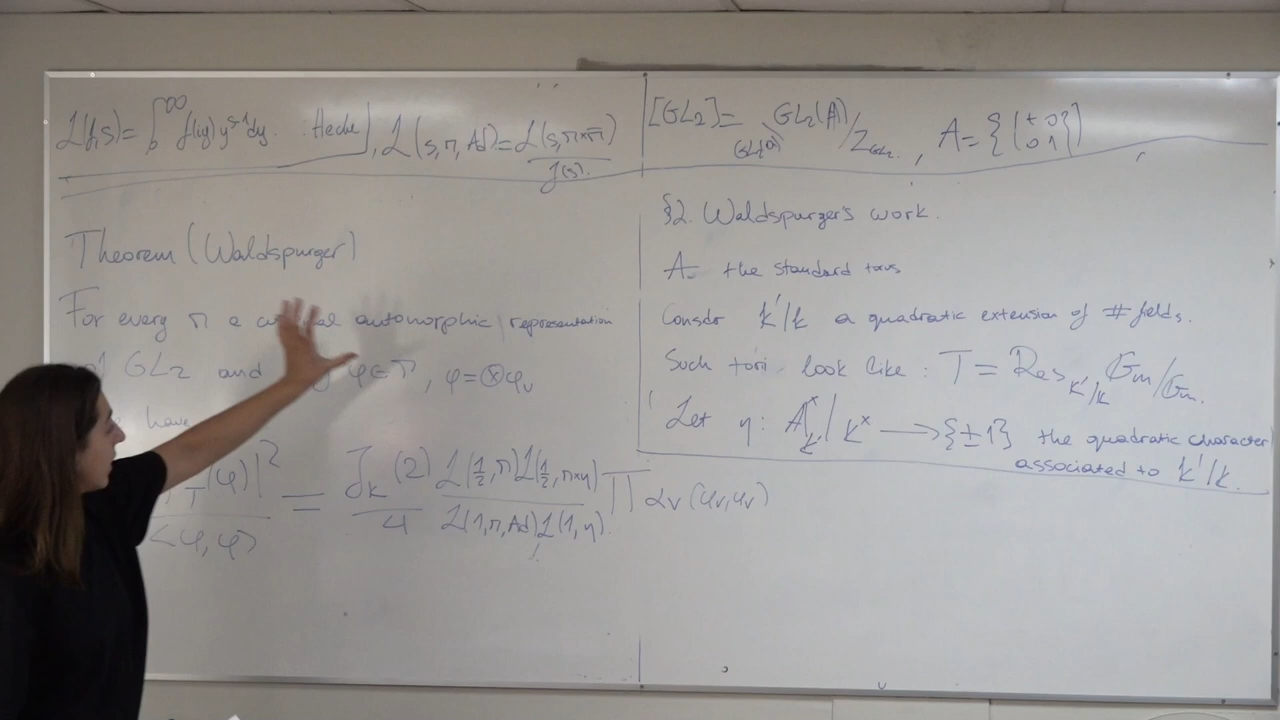 L(f,s)= ∫₀^∞ f(iy) y^{s-1} dy. : Hecke , L(s,π,Ad)= L(s,π×π̃)/ζ(s).
[GL₂]= GL₂(k)\GL₂(A)/Z_{GL₂} , A={(t 0 / 0 1)}
Theorem (Waldspurger)
For every π a automorphic representation
of GL₂ and φ∈π, φ=⊗φ_v
have
|_T(φ)|² / <φ,φ> = ζ_k(2)/4 L(1/2,π)L(1/2,π×η) / L(1,π,Ad)L(1,η) ∏ α_v(φ_v,φ_v)
§2. Waldspurger's work.
A - the standard torus
Consider k'/k a quadratic extension of # fields.
Such tori look like : T = Res_{k'/k} G_m/G_m.
Let η: A_k^×/k^× → {±1} the quadratic character
associated to k'/k.